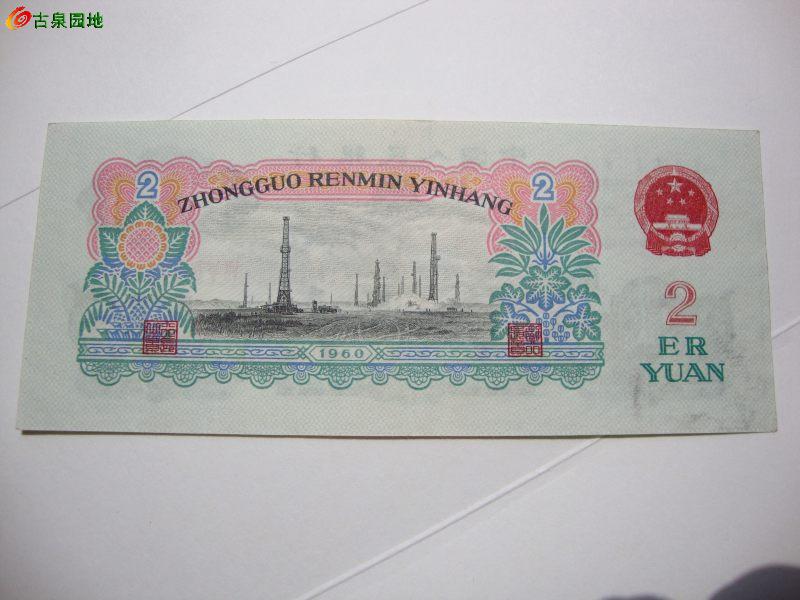 古泉园地
2
2
ZHONGGUO RENMIN YINHANG
1960
2
ER
YUAN